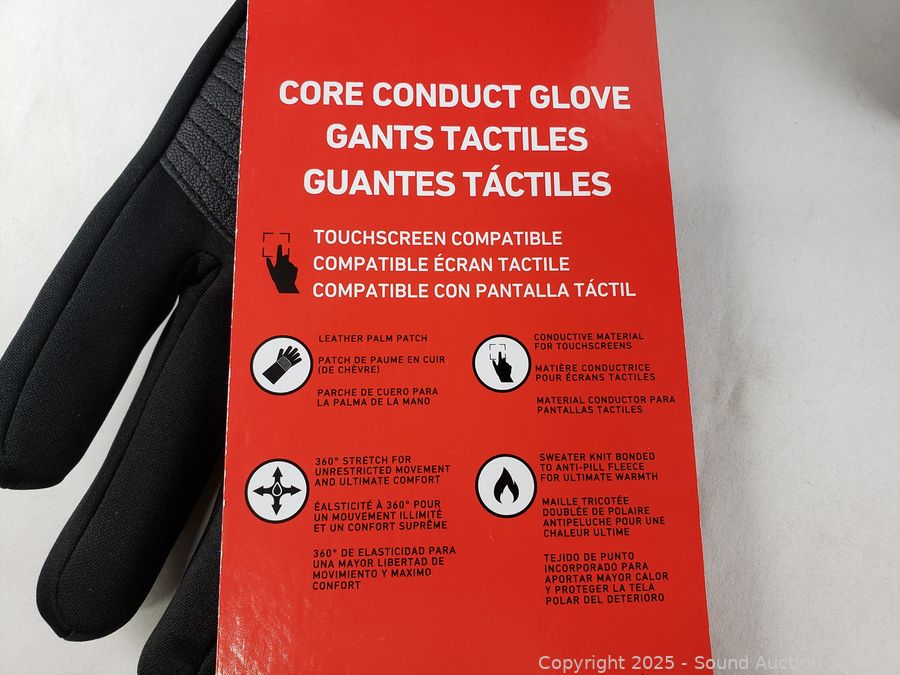 CORE CONDUCT GLOVE
GANTS TACTILES
GUANTES TÁCTILES
TOUCHSCREEN COMPATIBLE
COMPATIBLE ÉCRAN TACTILE
COMPATIBLE CON PANTALLA TÁCTIL
LEATHER PALM PATCH
PATCH DE PAUME EN CUIR
(DE CHÈVRE)
PARCHE DE CUERO PARA
LA PALMA DE LA MANO
CONDUCTIVE MATERIAL
FOR TOUCHSCREENS
MATIÈRE CONDUCTRICE
POUR ÉCRANS TACTILES
MATERIAL CONDUCTOR PARA
PANTALLAS TACTILES
360° STRETCH FOR
UNRESTRICTED MOVEMENT
AND ULTIMATE COMFORT
ÉALSTICITÉ À 360° POUR
UN MOUVEMENT ILLIMITÉ
ET UN CONFORT SUPRÊME
360° DE ELASTICIDAD PARA
UNA MAYOR LIBERTAD DE
MOVIMIENTO Y MAXIMO
CONFORT
SWEATER KNIT BONDED
TO ANTI-PILL FLEECE
FOR ULTIMATE WARMTH
MAILLE TRICOTÉE
DOUBLÉE DE POLAIRE
ANTIPELUCHE POUR UNE
CHALEUR ULTIME
TEJIDO DE PUNTO
INCORPORADO PARA
APORTAR MAYOR CALOR
Y PROTEGER LA TELA
POLAR DEL DETERIORO
Copyright 2025 - Sound Auction